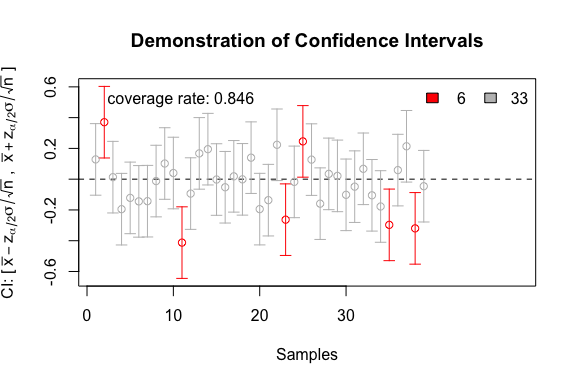 Demonstration of Confidence Intervals
coverage rate: 0.846
6 33
CI: [ x̅ − zα/2σ/√n , x̅ + zα/2σ/√n ]
0.6
0.2
-0.2
-0.6
0 10 20 30
Samples